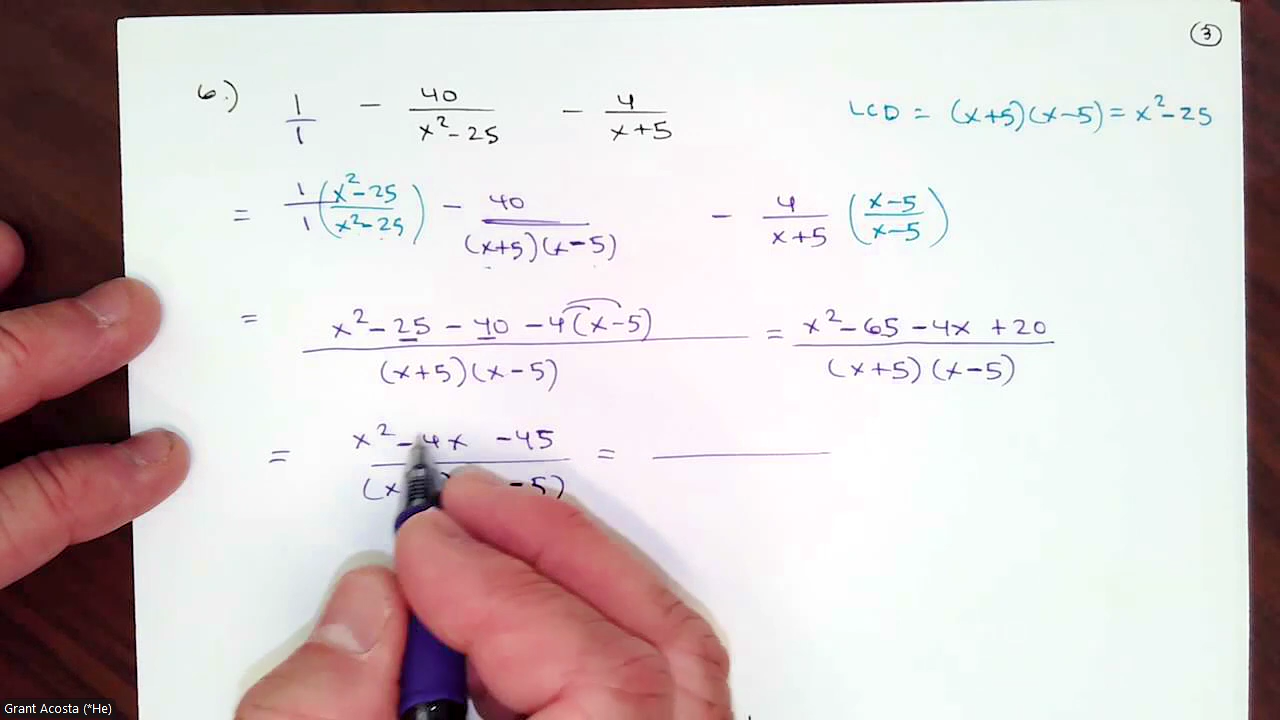 ③
6.) 1/1 - 40/(x²-25) - 4/(x+5)
LCD = (x+5)(x-5) = x²-25
= 1/1 ((x²-25)/(x²-25)) - 40/((x+5)(x-5)) - 4/(x+5) ((x-5)/(x-5))
= (x²-25-40-4(x-5))/((x+5)(x-5)) = (x²-65-4x+20)/((x+5)(x-5))
= (x²-4x-45)/((x -5) =
Grant Acosta (*He)